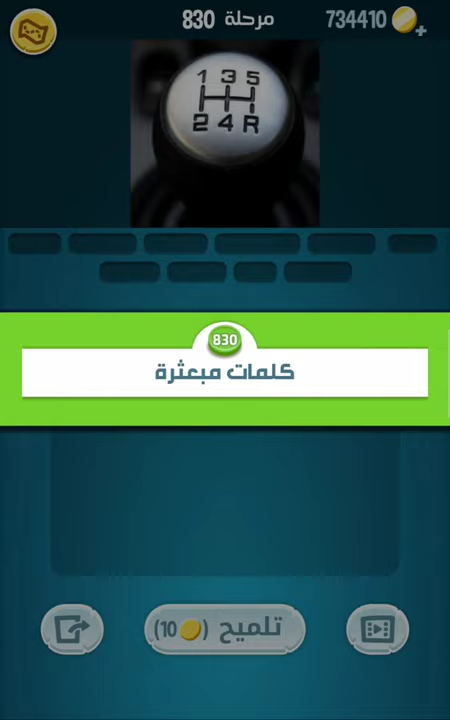 مرحلة 830
734410
1 3 5
2 4 R
830
كلمات مبعثرة
تلميح (10)